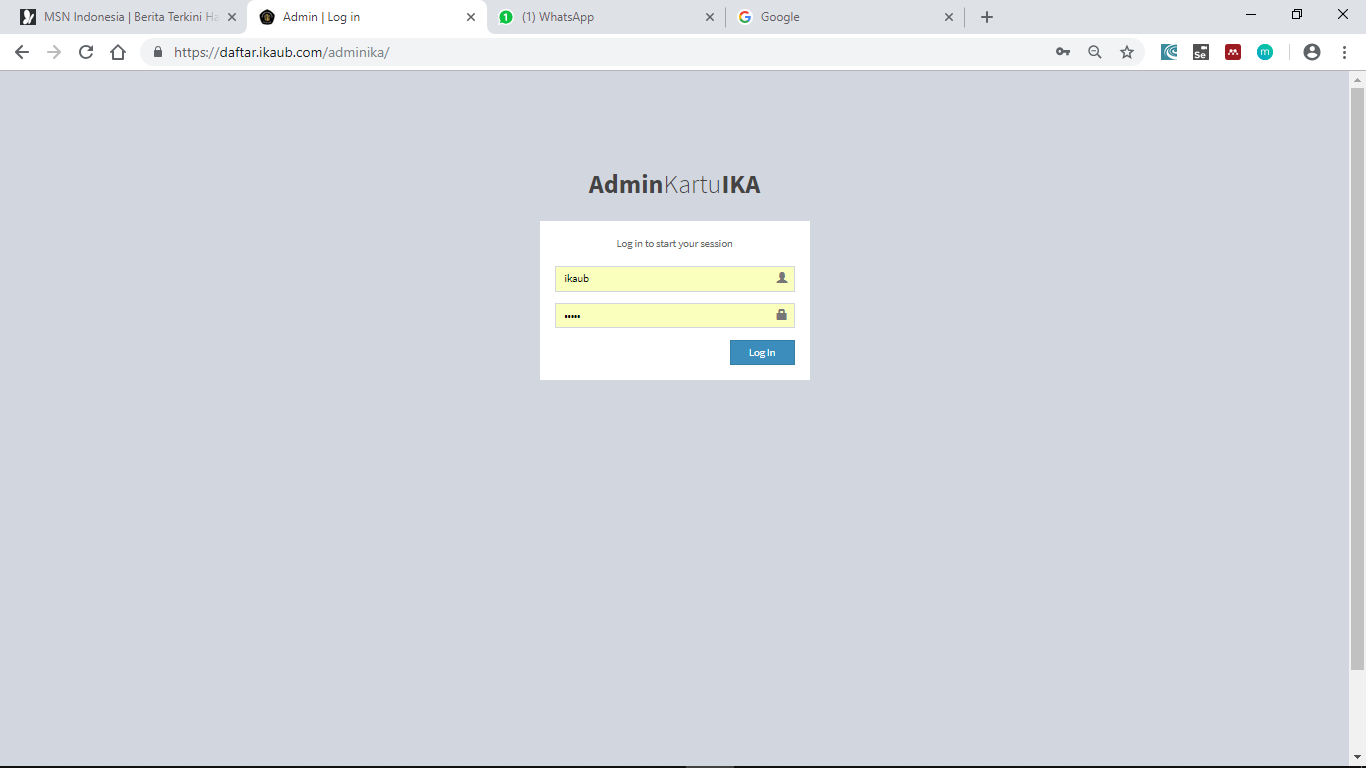 MSN Indonesia | Berita Terkini Ha
Admin | Log in
(1) WhatsApp
Google
https://daftar.ikaub.com/adminika/
Se
m
AdminKartuIKA
Log in to start your session
ikaub
•••••
Log In